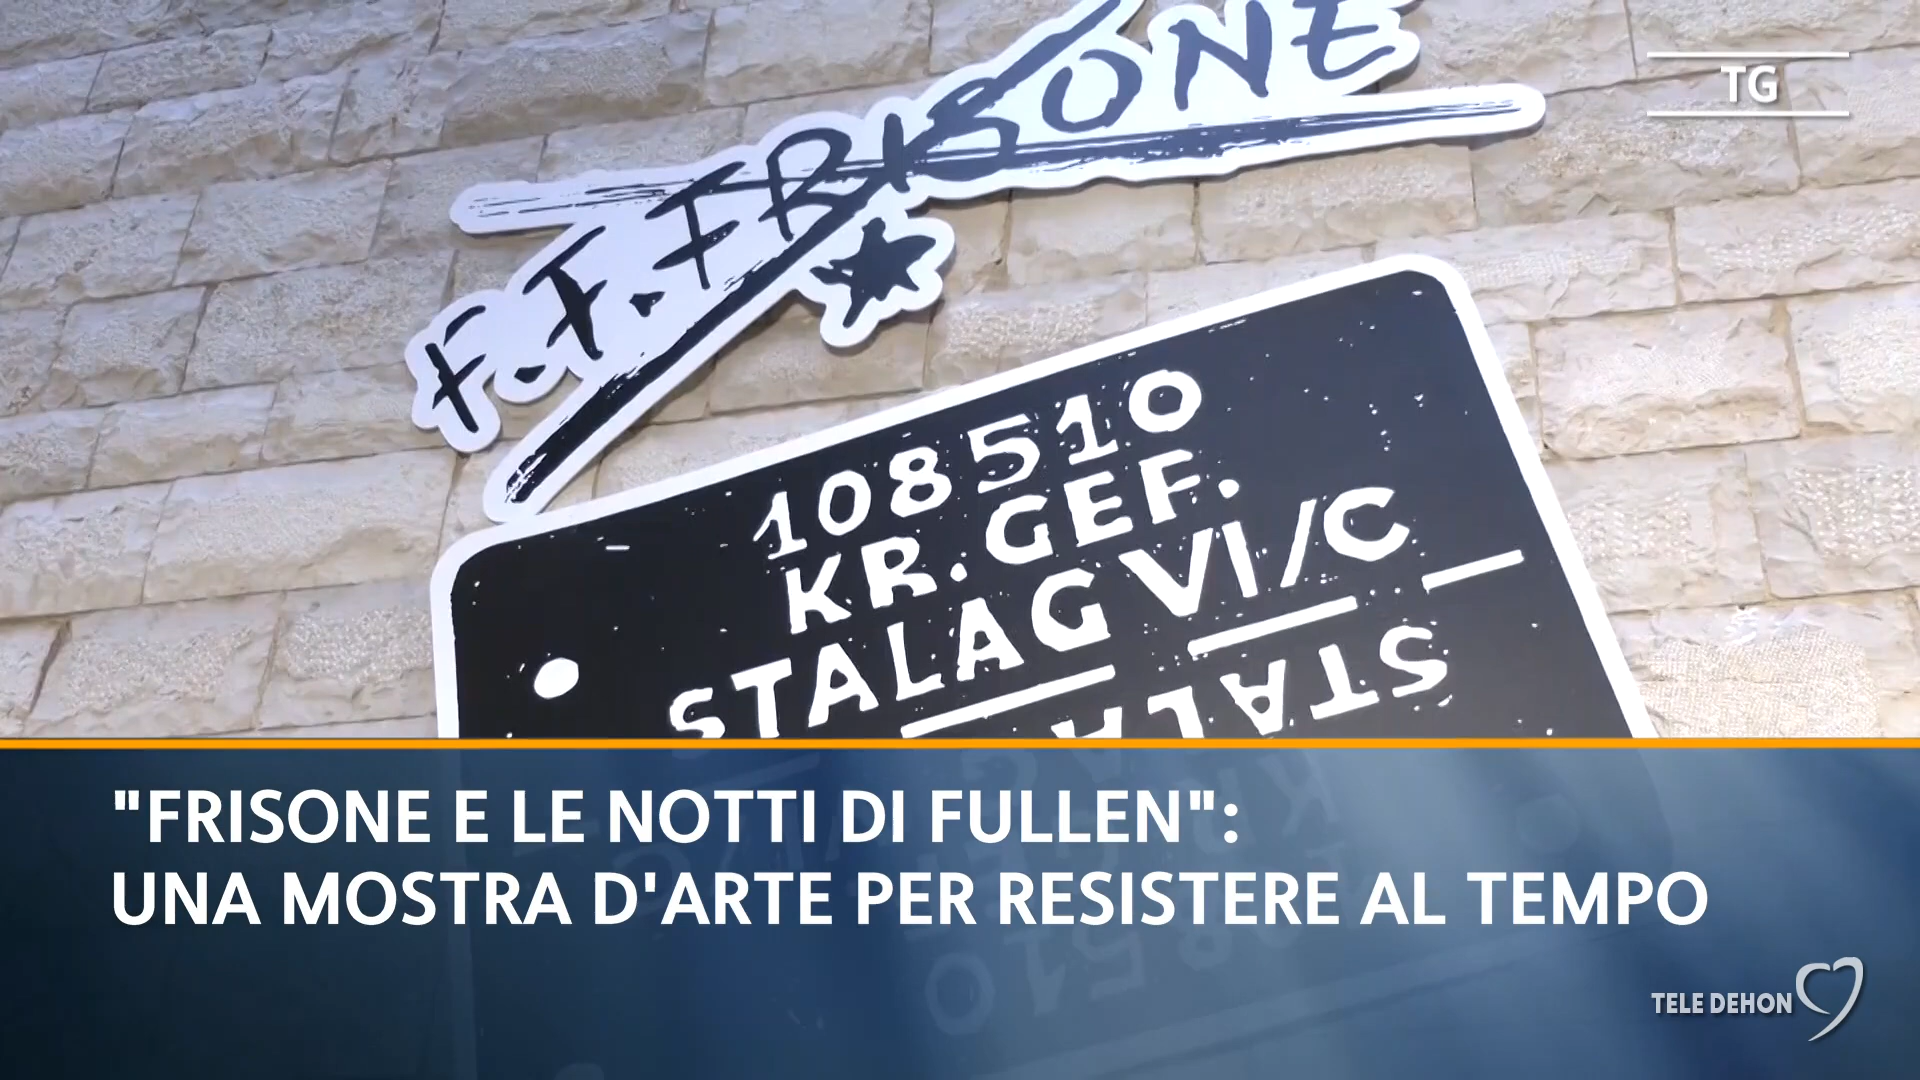 TG
F.F. FRISONE
108510
KR. GEF.
STALAG VI/C
STALA
"FRISONE E LE NOTTI DI FULLEN":
UNA MOSTRA D'ARTE PER RESISTERE AL TEMPO
TELE DEHON